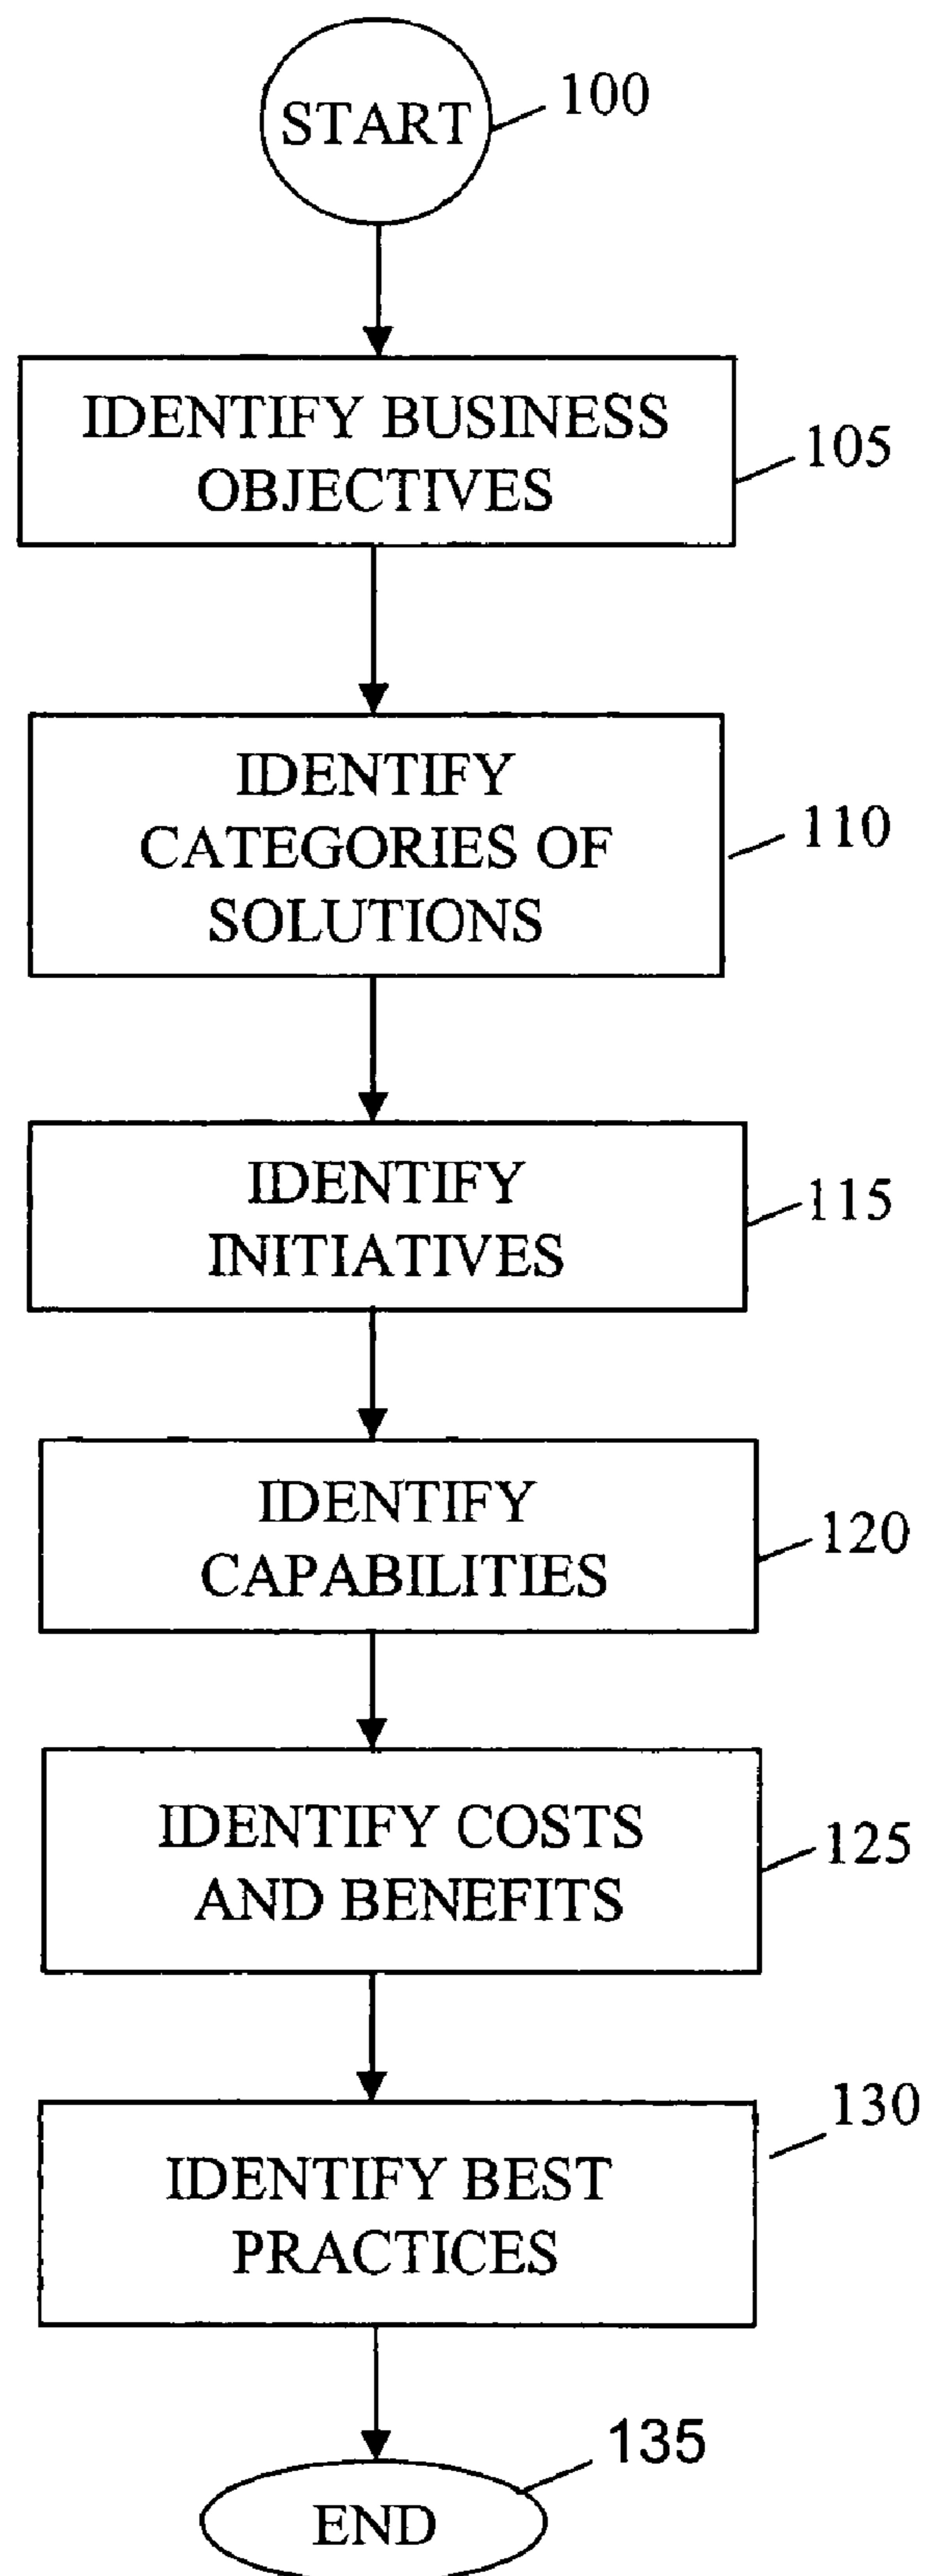 START
100
IDENTIFY BUSINESS
OBJECTIVES
105
IDENTIFY
CATEGORIES OF
SOLUTIONS
110
IDENTIFY
INITIATIVES
115
IDENTIFY
CAPABILITIES
120
IDENTIFY COSTS
AND BENEFITS
125
IDENTIFY BEST
PRACTICES
130
END
135